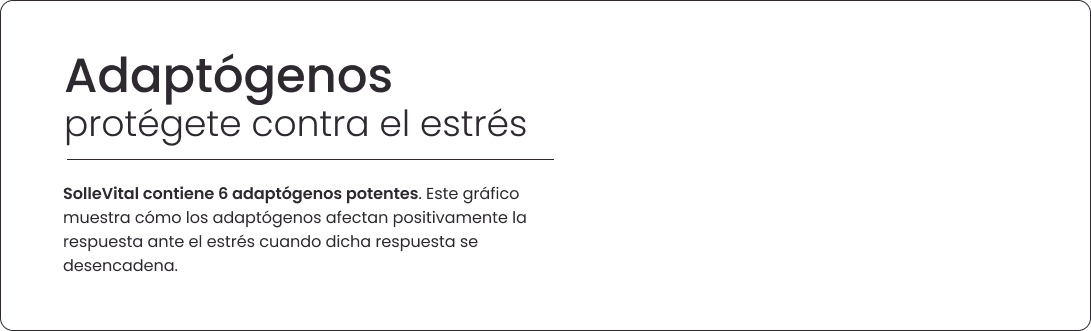 Adaptógenos
protégete contra el estrés
SolleVital contiene 6 adaptógenos potentes. Este gráfico
muestra cómo los adaptógenos afectan positivamente la
respuesta ante el estrés cuando dicha respuesta se
desencadena.